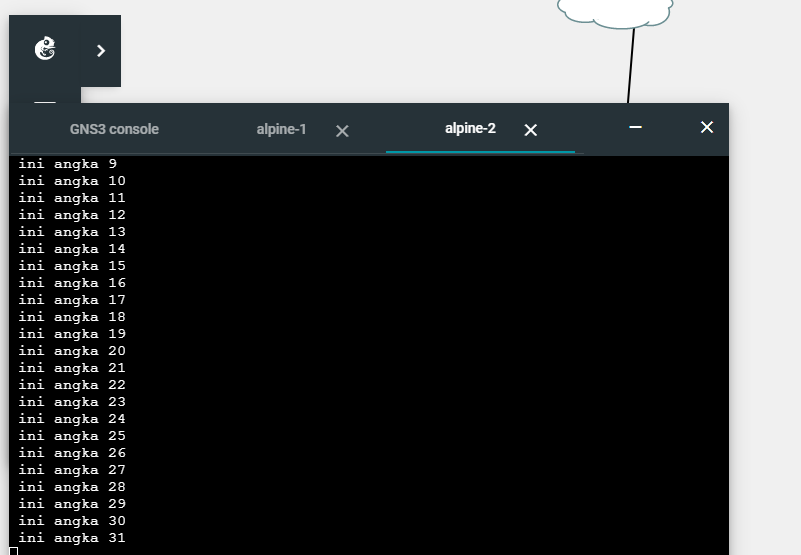 GNS3 console alpine-1 alpine-2
ini angka 9
ini angka 10
ini angka 11
ini angka 12
ini angka 13
ini angka 14
ini angka 15
ini angka 16
ini angka 17
ini angka 18
ini angka 19
ini angka 20
ini angka 21
ini angka 22
ini angka 23
ini angka 24
ini angka 25
ini angka 26
ini angka 27
ini angka 28
ini angka 29
ini angka 30
ini angka 31